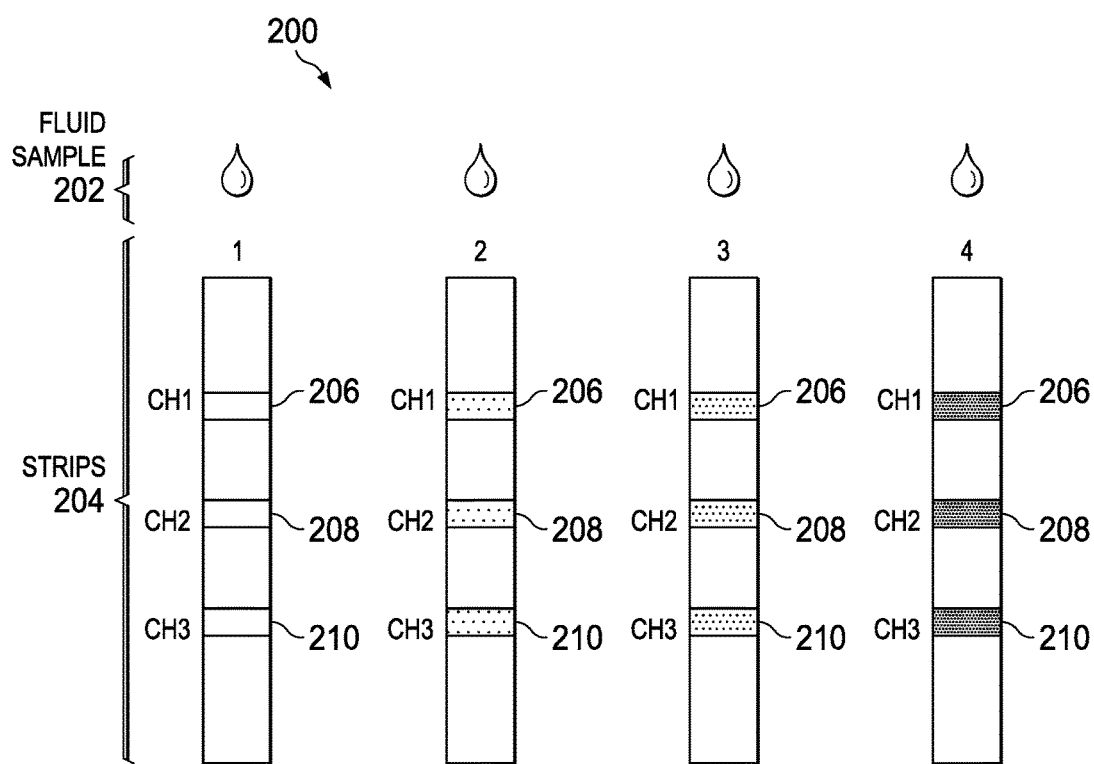 200
FLUID
SAMPLE
202
1 2 3 4
CH1 206 CH1 206 CH1 206 CH1 206
STRIPS
204
CH2 208 CH2 208 CH2 208 CH2 208
CH3 210 CH3 210 CH3 210 CH3 210